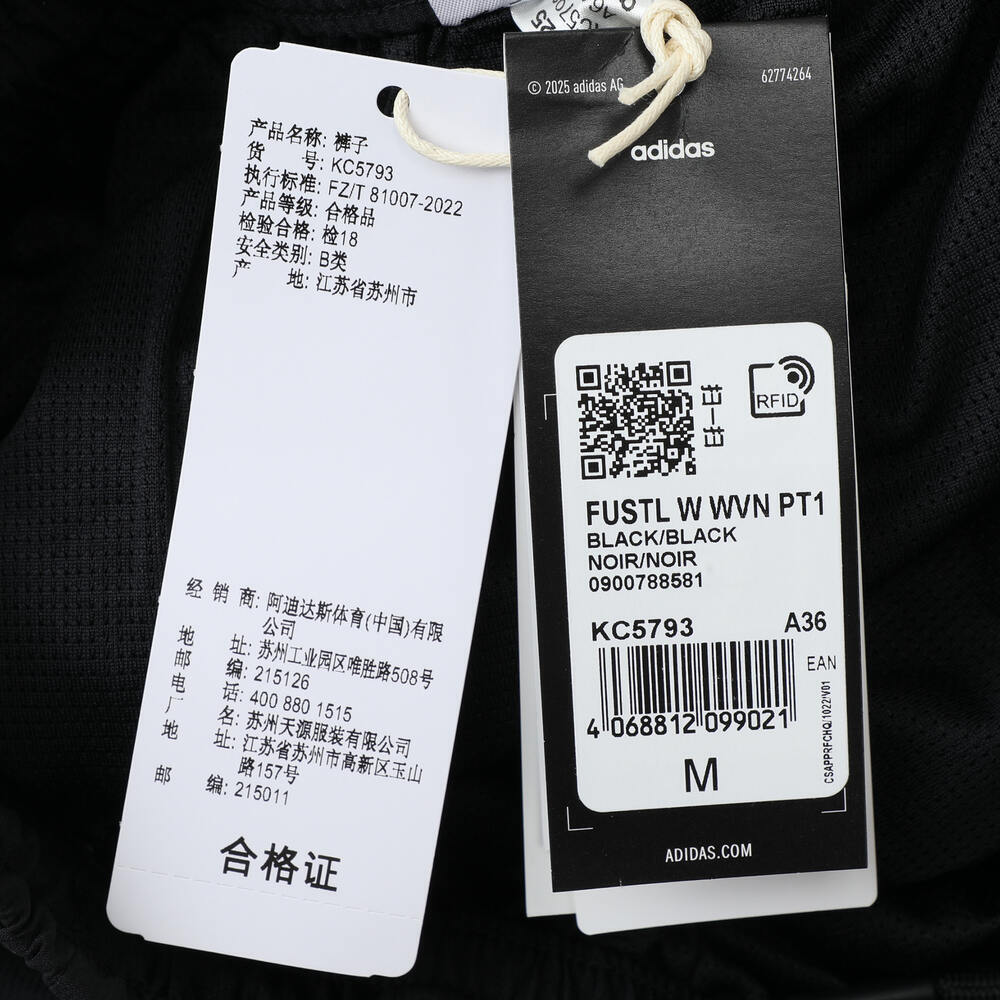 产品名称: 裤子
货 号: KC5793
执行标准: FZ/T 81007-2022
产品等级: 合格品
检验合格: 检18
安全类别: B类
产 地: 江苏省苏州市
经 销 商: 阿迪达斯体育(中国)有限
公司
地 址: 苏州工业园区唯胜路508号
邮 编: 215126
电 话: 400 880 1515
厂 名: 苏州天源服装有限公司
地 址: 江苏省苏州市高新区玉山
路157号
邮 编: 215011
合格证
© 2025 adidas AG
62774264
adidas
扫一扫
RFID
FUSTL W WVN PT1
BLACK/BLACK
NOIR/NOIR
0900788581
KC5793 A36
EAN
4 068812 099021
CSAPPRFCHQ/1022/V01
M
ADIDAS.COM